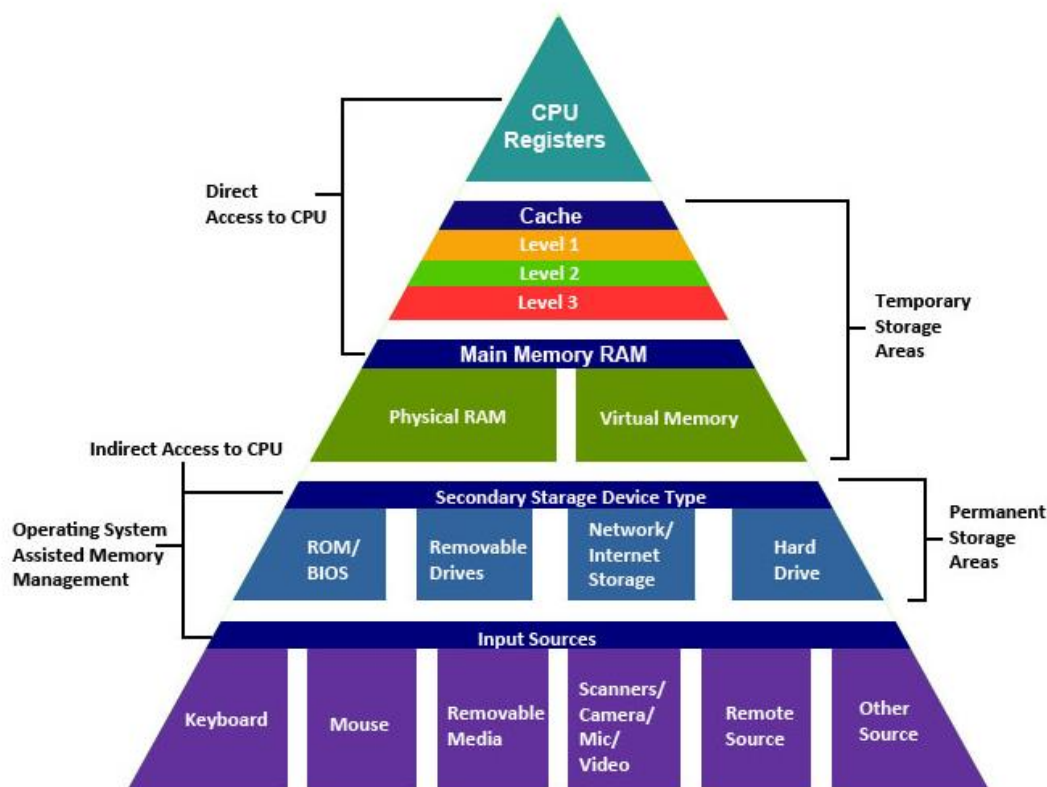 CPU
Registers
Direct
Access to CPU
Cache
Level 1
Level 2
Level 3
Temporary
Storage
Areas
Main Memory RAM
Physical RAM
Virtual Memory
Indirect Access to CPU
Secondary Starage Device Type
Operating System
Assisted Memory
Management
ROM/
BIOS
Removable
Drives
Network/
Internet
Storage
Hard
Drive
Permanent
Storage
Areas
Input Sources
Keyboard
Mouse
Removable
Media
Scanners/
Camera/
Mic/
Video
Remote
Source
Other
Source